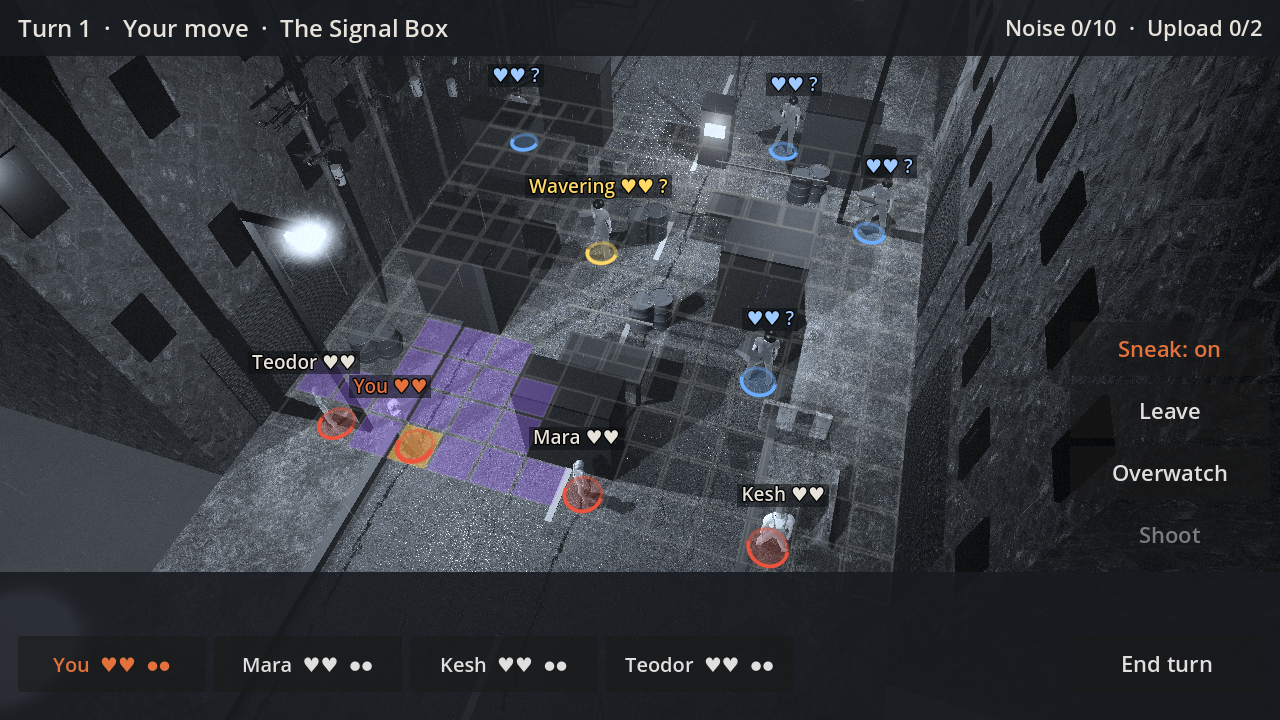 Turn 1 · Your move · The Signal Box
Noise 0/10 · Upload 0/2
♥♥ ?
♥♥ ?
♥♥ ?
Wavering ♥♥ ?
♥♥ ?
Teodor ♥♥
You ♥♥
Mara ♥♥
Kesh ♥♥
Sneak: on
Leave
Overwatch
Shoot
You ♥♥ ●●
Mara ♥♥ ●●
Kesh ♥♥ ●●
Teodor ♥♥ ●●
End turn